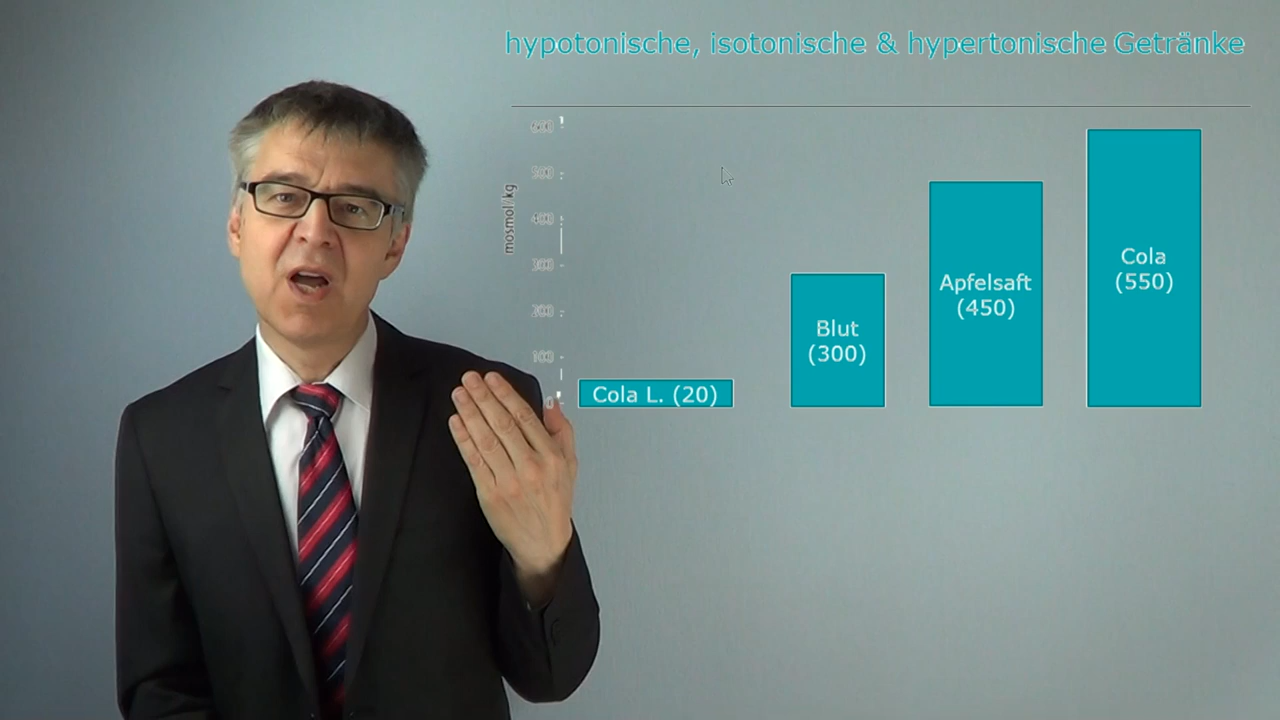 hypotonische, isotonische & hypertonische Getränke
600
500
mosmol/kg
400
300
200
100
0
Cola L. (20)
Blut
(300)
Apfelsaft
(450)
Cola
(550)